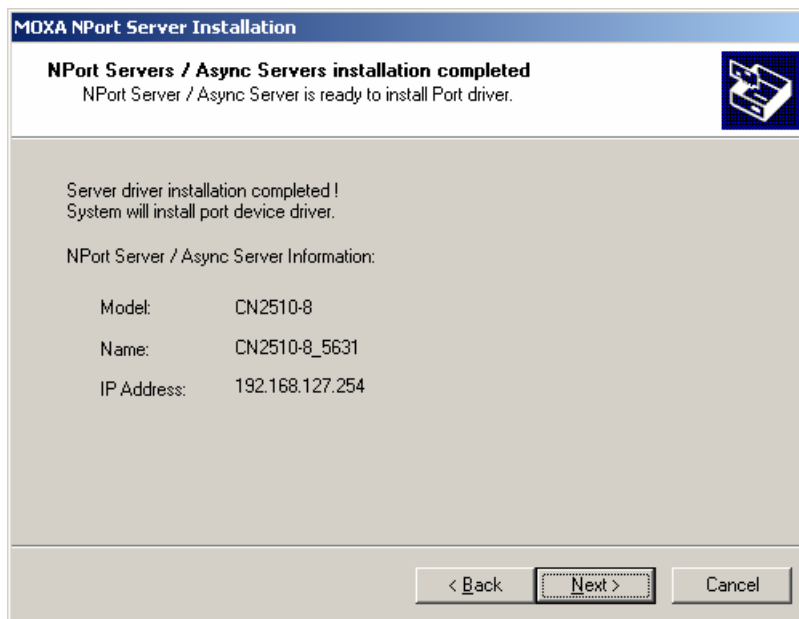 MOXA NPort Server Installation
NPort Servers / Async Servers installation completed
NPort Server / Async Server is ready to install Port driver.
Server driver installation completed !
System will install port device driver.
NPort Server / Async Server Information:
Model: CN2510-8
Name: CN2510-8_5631
IP Address: 192.168.127.254
< Back Next > Cancel